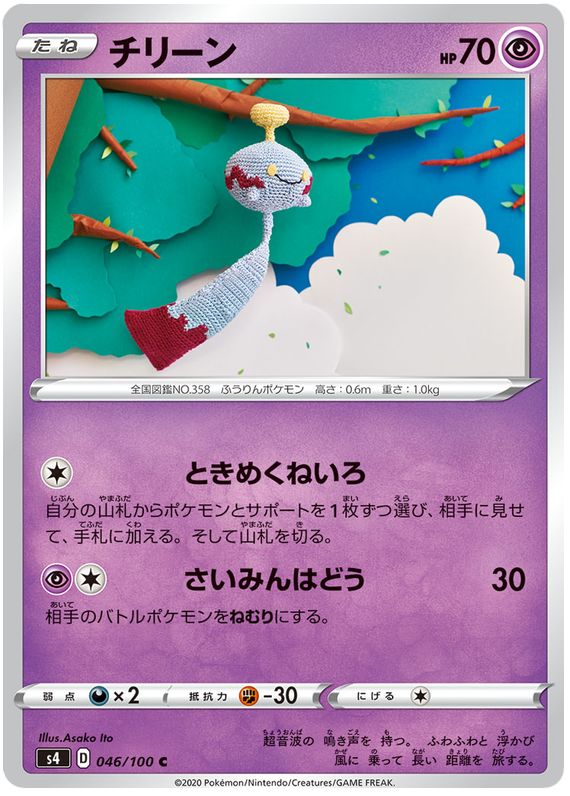 たね チリーン HP70
全国図鑑NO.358 ふうりんポケモン 高さ:0.6m 重さ:1.0kg
ときめくねいろ
自分の山札からポケモンとサポートを1枚ずつ選び、相手に見せ
て、手札に加える。そして山札を切る。
さいみんはどう 30
相手のバトルポケモンをねむりにする。
弱点 ×2 抵抗力 -30 にげる
Illus.Asako Ito
超音波の 鳴き声を 持つ。 ふわふわと 浮かび
s4 D 046/100 C
風に 乗って 長い 距離を 旅する。
©2020 Pokémon/Nintendo/Creatures/GAME FREAK.